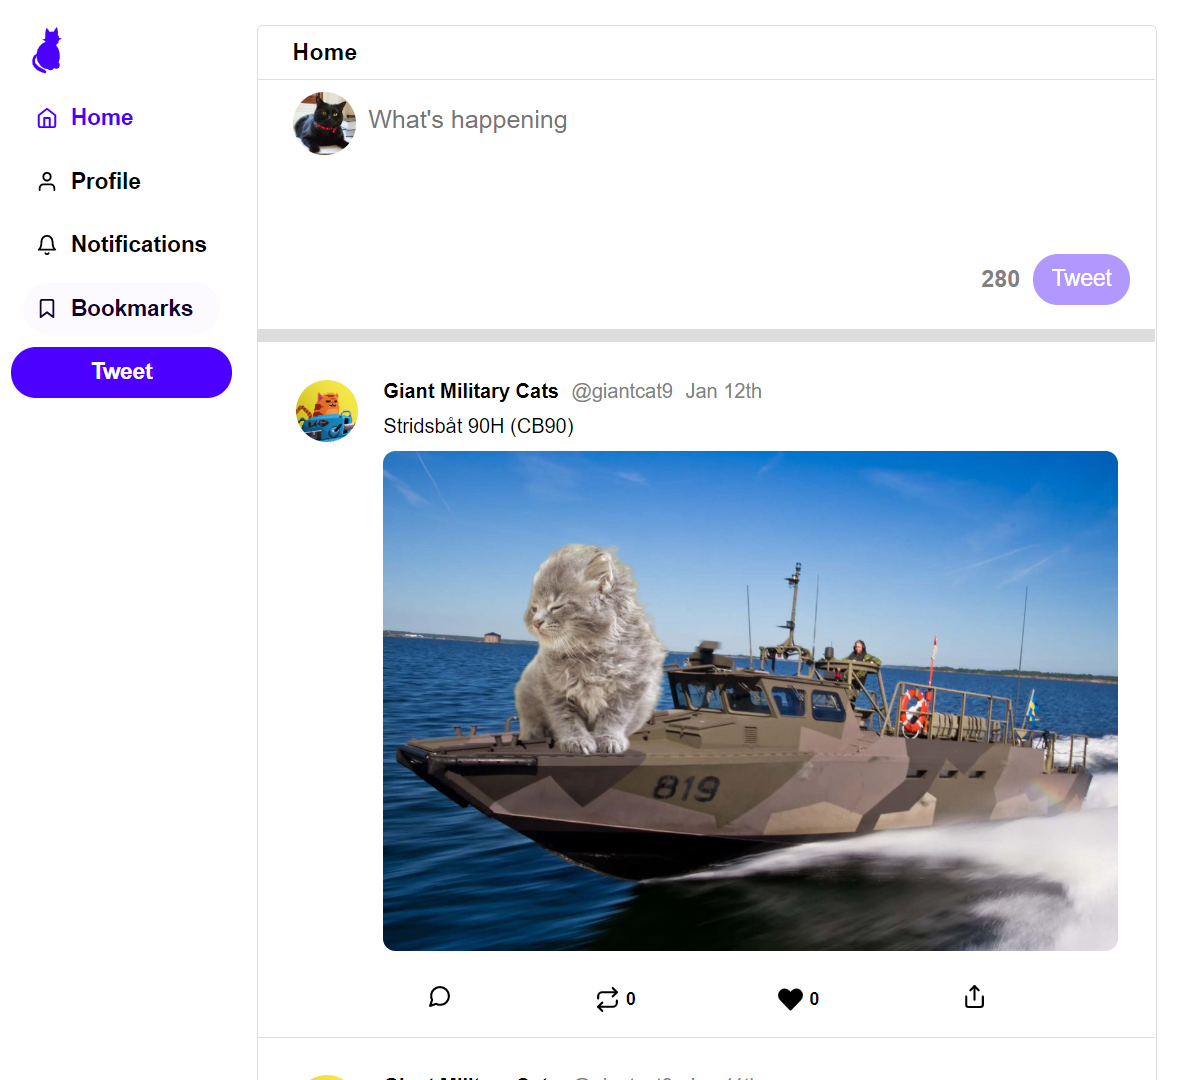 Home
Home
What's happening
Profile
Notifications
280 Tweet
Bookmarks
Tweet
Giant Military Cats @giantcat9 Jan 12th
Stridsbåt 90H (CB90)
819
0 0